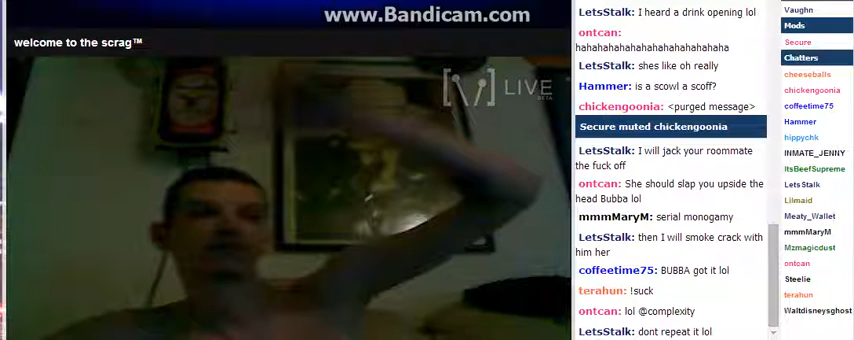 www.Bandicam.com
welcome to the scrag™
LIVE
BETA
LetsStalk: I heard a drink opening lol
ontcan:
hahahahahahahahahahahahahaha
LetsStalk: shes like oh really
Hammer: is a scowl a scoff?
chickengoonia: <purged message>
Secure muted chickengoonia
LetsStalk: I will jack your roommate
the fuck off
ontcan: She should slap you upside the
head Bubba lol
mmmMaryM: serial monogamy
LetsStalk: then I will smoke crack with
him her
coffeetime75: BUBBA got it lol
terahun: !suck
ontcan: lol @complexity
LetsStalk: dont repeat it lol
Vaughn
Mods
Secure
Chatters
cheeseballs
chickengoonia
coffeetime75
Hammer
hippychk
INMATE_JENNY
ItsBeefSupreme
LetsStalk
Lilmaid
Meaty_Wallet
mmmMaryM
Mzmagicdust
ontcan
Steelie
terahun
Waltdisneysghost